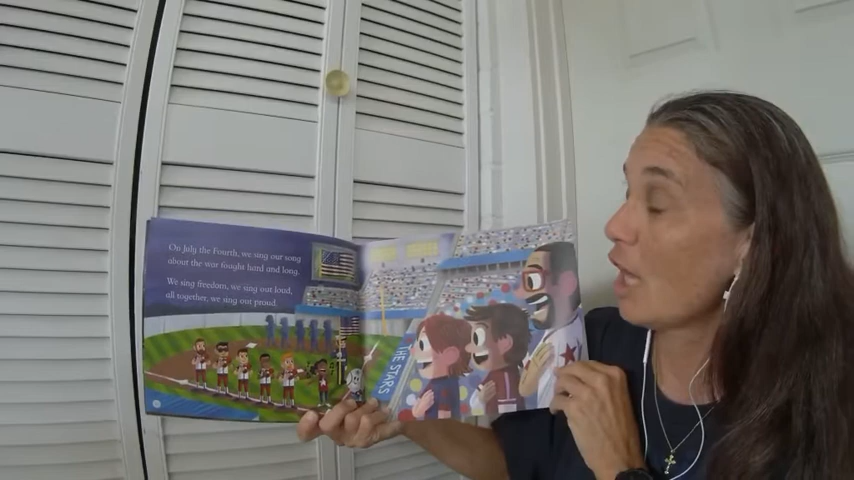 On July the Fourth, we sing our song
about the war fought hard and long.
We sing freedom, we sing out loud,
all together, we sing our proud.
THE STARS